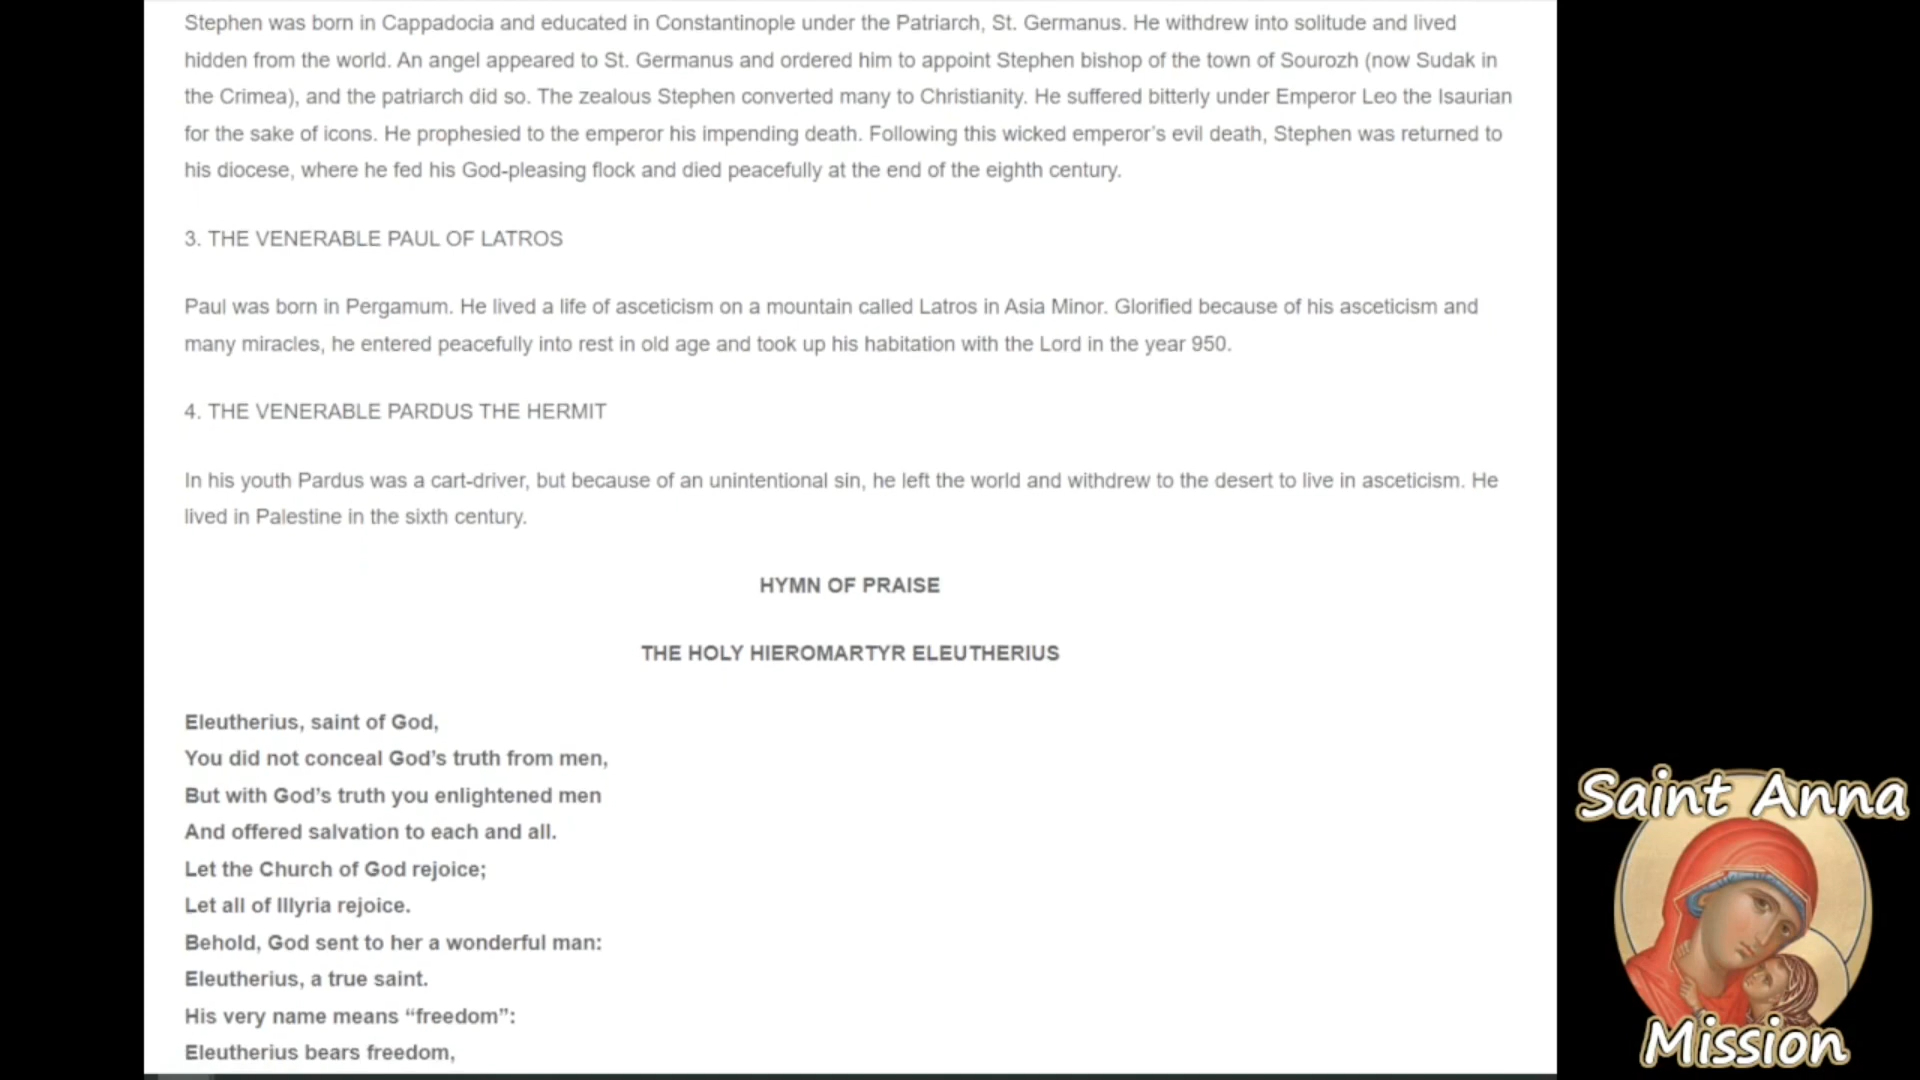 Stephen was born in Cappadocia and educated in Constantinople under the Patriarch, St. Germanus. He withdrew into solitude and lived
hidden from the world. An angel appeared to St. Germanus and ordered him to appoint Stephen bishop of the town of Sourozh (now Sudak in
the Crimea), and the patriarch did so. The zealous Stephen converted many to Christianity. He suffered bitterly under Emperor Leo the Isaurian
for the sake of icons. He prophesied to the emperor his impending death. Following this wicked emperor’s evil death, Stephen was returned to
his diocese, where he fed his God-pleasing flock and died peacefully at the end of the eighth century.
3. THE VENERABLE PAUL OF LATROS
Paul was born in Pergamum. He lived a life of asceticism on a mountain called Latros in Asia Minor. Glorified because of his asceticism and
many miracles, he entered peacefully into rest in old age and took up his habitation with the Lord in the year 950.
4. THE VENERABLE PARDUS THE HERMIT
In his youth Pardus was a cart-driver, but because of an unintentional sin, he left the world and withdrew to the desert to live in asceticism. He
lived in Palestine in the sixth century.
HYMN OF PRAISE
THE HOLY HIEROMARTYR ELEUTHERIUS
Eleutherius, saint of God,
You did not conceal God’s truth from men,
But with God’s truth you enlightened men
And offered salvation to each and all.
Let the Church of God rejoice;
Let all of Illyria rejoice.
Behold, God sent to her a wonderful man:
Eleutherius, a true saint.
His very name means “freedom”:
Eleutherius bears freedom,
Saint Anna
Mission